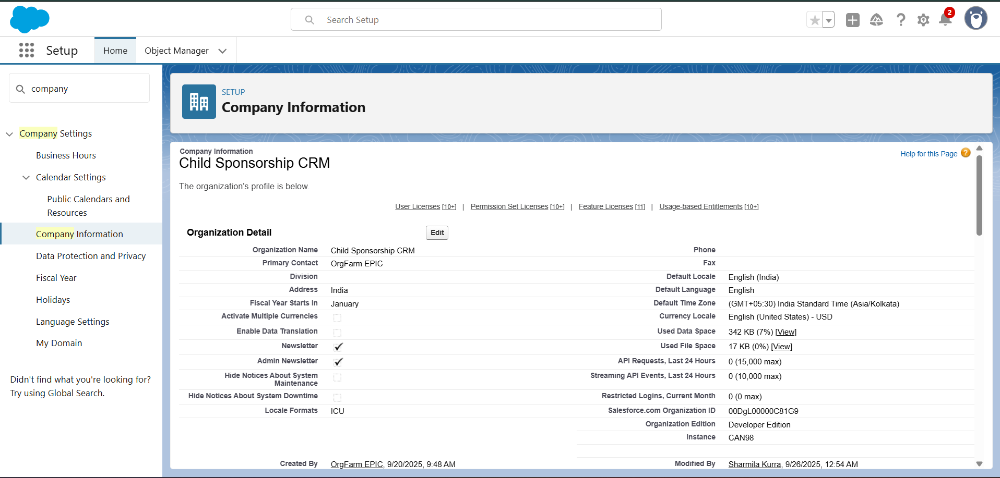 Search Setup
2
Setup
Home
Object Manager
company
Company Settings
Business Hours
Calendar Settings
Public Calendars and
Resources
Company Information
Data Protection and Privacy
Fiscal Year
Holidays
Language Settings
My Domain
Didn't find what you're looking for?
Try using Global Search.
SETUP
Company Information
Company Information
Child Sponsorship CRM
Help for this Page ?
The organization's profile is below.
User Licenses [10+] | Permission Set Licenses [10+] | Feature Licenses [11] | Usage-based Entitlements [10+]
Organization Detail Edit
Organization Name Child Sponsorship CRM Phone
Primary Contact OrgFarm EPIC Fax
Division Default Locale English (India)
Address India Default Language English
Fiscal Year Starts In January Default Time Zone (GMT+05:30) India Standard Time (Asia/Kolkata)
Activate Multiple Currencies Currency Locale English (United States) - USD
Enable Data Translation Used Data Space 342 KB (7%) [View]
Newsletter Used File Space 17 KB (0%) [View]
Admin Newsletter API Requests, Last 24 Hours 0 (15,000 max)
Hide Notices About System
Maintenance Streaming API Events, Last 24 Hours 0 (10,000 max)
Hide Notices About System Downtime Restricted Logins, Current Month 0 (0 max)
Locale Formats ICU Salesforce.com Organization ID 00DgL00000C81G9
Organization Edition Developer Edition
Instance CAN98
Created By OrgFarm EPIC, 9/20/2025, 9:48 AM Modified By Sharmila Kurra, 9/26/2025, 12:54 AM